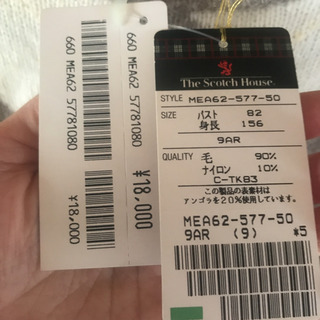 660 MEA62 57781080
¥18,000
660 MEA62 57781080
¥18,000
The Scotch House
STYLE MEA62-577-50
SIZE バスト 82
身長 156
9AR
QUALITY 毛 90%
ナイロン 10%
C-TK83
この製品の表素材は
アンゴラを20%使用しています。
MEA62-577-50
9AR (9) *5